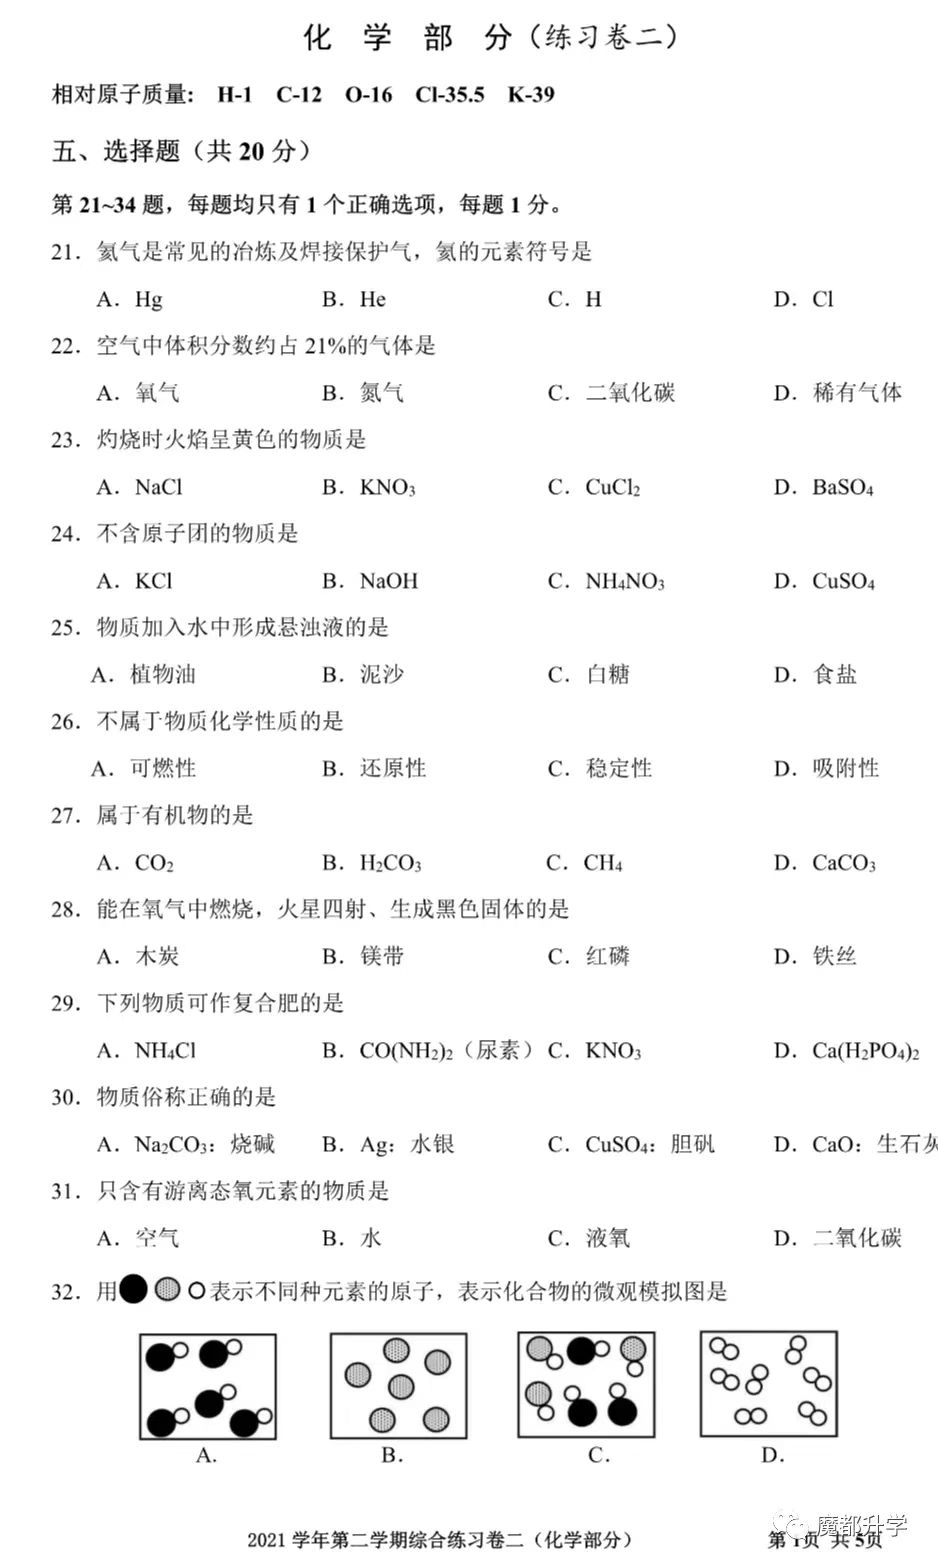 化 学 部 分（练习卷二）
相对原子质量： H-1 C-12 O-16 Cl-35.5 K-39
五、选择题（共 20 分）
第 21~34 题，每题均只有 1 个正确选项，每题 1 分。
21．氦气是常见的冶炼及焊接保护气，氦的元素符号是
A．Hg B．He C．H D．Cl
22．空气中体积分数约占 21%的气体是
A．氧气 B．氮气 C．二氧化碳 D．稀有气体
23．灼烧时火焰呈黄色的物质是
A．NaCl B．KNO₃ C．CuCl₂ D．BaSO₄
24．不含原子团的物质是
A．KCl B．NaOH C．NH₄NO₃ D．CuSO₄
25．物质加入水中形成悬浊液的是
A．植物油 B．泥沙 C．白糖 D．食盐
26．不属于物质化学性质的是
A．可燃性 B．还原性 C．稳定性 D．吸附性
27．属于有机物的是
A．CO₂ B．H₂CO₃ C．CH₄ D．CaCO₃
28．能在氧气中燃烧，火星四射、生成黑色固体的是
A．木炭 B．镁带 C．红磷 D．铁丝
29．下列物质可作复合肥的是
A．NH₄Cl B．CO(NH₂)₂（尿素） C．KNO₃ D．Ca(H₂PO₄)₂
30．物质俗称正确的是
A．Na₂CO₃：烧碱 B．Ag：水银 C．CuSO₄：胆矾 D．CaO：生石灰
31．只含有游离态氧元素的物质是
A．空气 B．水 C．液氧 D．二氧化碳
32．用 表示不同种元素的原子，表示化合物的微观模拟图是
A. B. C. D.
魔都升学
2021 学年第二学期综合练习卷二（化学部分） 第 1页 共 5页